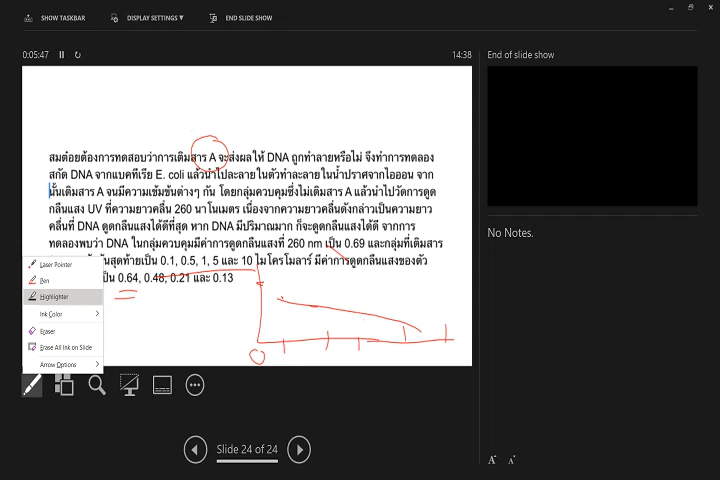 SHOW TASKBAR
DISPLAY SETTINGS ▾
END SLIDE SHOW
0:05:47
14:38
End of slide show
สมต๋อยต้องการทดสอบว่าการเติมสาร A จะส่งผลให้ DNA ถูกทำลายหรือไม่ จึงทำการทดลอง
สกัด DNA จากแบคทีเรีย E. coli แล้วนำไปละลาย ในตัวทำละลายในน้ำปราศจากไอออน จาก
นั้นเติมสาร A จนมีความเข้มข้นต่างๆ กัน โดยกลุ่มควบคุมซึ่งไม่เติมสาร A แล้วนำไปวัดการดูด
กลืนแสง UV ที่ความยาวคลื่น 260 นาโนเมตร เนื่องจากความยาวคลื่นดังกล่าวเป็นความยาว
คลื่นที่ DNA ดูดกลืนแสงได้ดีที่สุด หาก DNA มีปริมาณมาก ก็จะดูดกลืนแสงได้ดี จากการ
ทดลองพบว่า DNA ในกลุ่มควบคุมมีค่าการดูดกลืนแสงที่ 260 nm เป็น 0.69 และกลุ่มที่เติมสาร
สุดท้ายเป็น 0.1, 0.5, 1, 5 และ 10 ไมโครโมลาร์ มีค่าการดูดกลืนแสงของตัว
เป็น 0.64, 0.48, 0.21 และ 0.13
0
No Notes.
Laser Pointer
Pen
Highlighter
Ink Color
Eraser
Erase All Ink on Slide
Arrow Options
Slide 24 of 24
A A